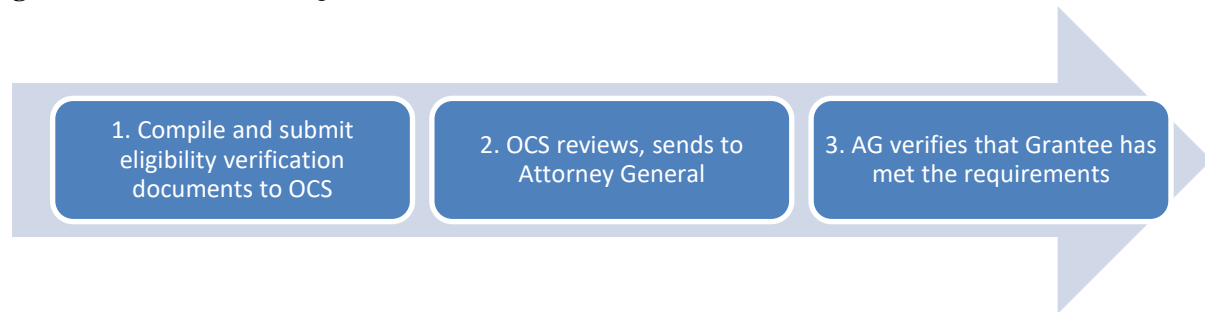 1. Compile and submit
eligibility verification
documents to OCS
2. OCS reviews, sends to
Attorney General
3. AG verifies that Grantee has
met the requirements